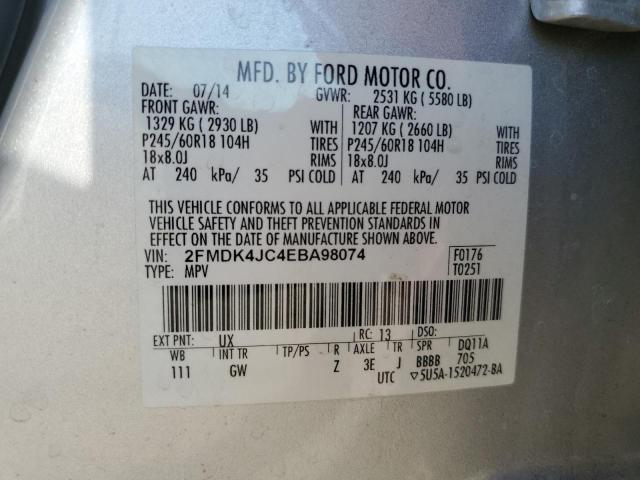 MFD. BY FORD MOTOR CO.
DATE: 07/14 GVWR: 2531 KG ( 5580 LB)
FRONT GAWR: REAR GAWR:
1329 KG ( 2930 LB) WITH 1207 KG ( 2660 LB) WITH
P245/60R18 104H TIRES P245/60R18 104H TIRES
18x8.0J RIMS 18x8.0J RIMS
AT 240 kPa/ 35 PSI COLD AT 240 kPa/ 35 PSI COLD
THIS VEHICLE CONFORMS TO ALL APPLICABLE FEDERAL MOTOR
VEHICLE SAFETY AND THEFT PREVENTION STANDARDS IN
EFFECT ON THE DATE OF MANUFACTURE SHOWN ABOVE.
VIN: 2FMDK4JC4EBA98074 F0176
TYPE: MPV T0251
EXT PNT: UX RC: 13 DSO:
WB INT TR TP/PS R AXLE TR SPR DQ11A
111 GW Z 3E J BBBB 705
UTC ▽5U5A-1520472-BA